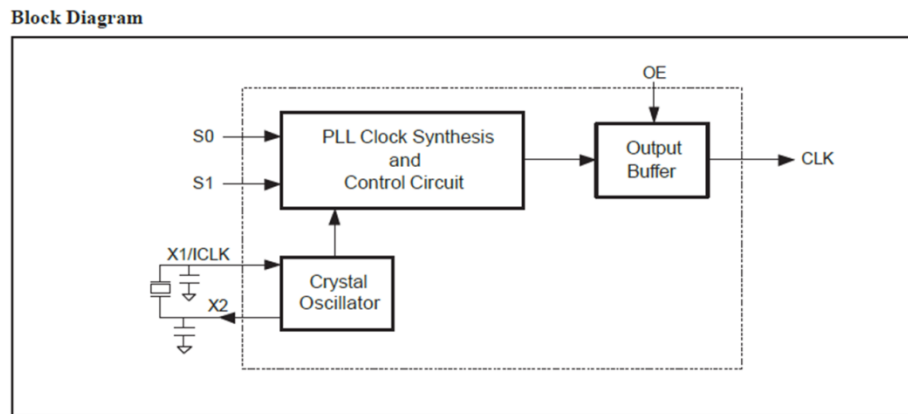 Block Diagram
OE
S0
PLL Clock Synthesis
and
Control Circuit
Output
Buffer
CLK
S1
X1/ICLK
Crystal
Oscillator
X2